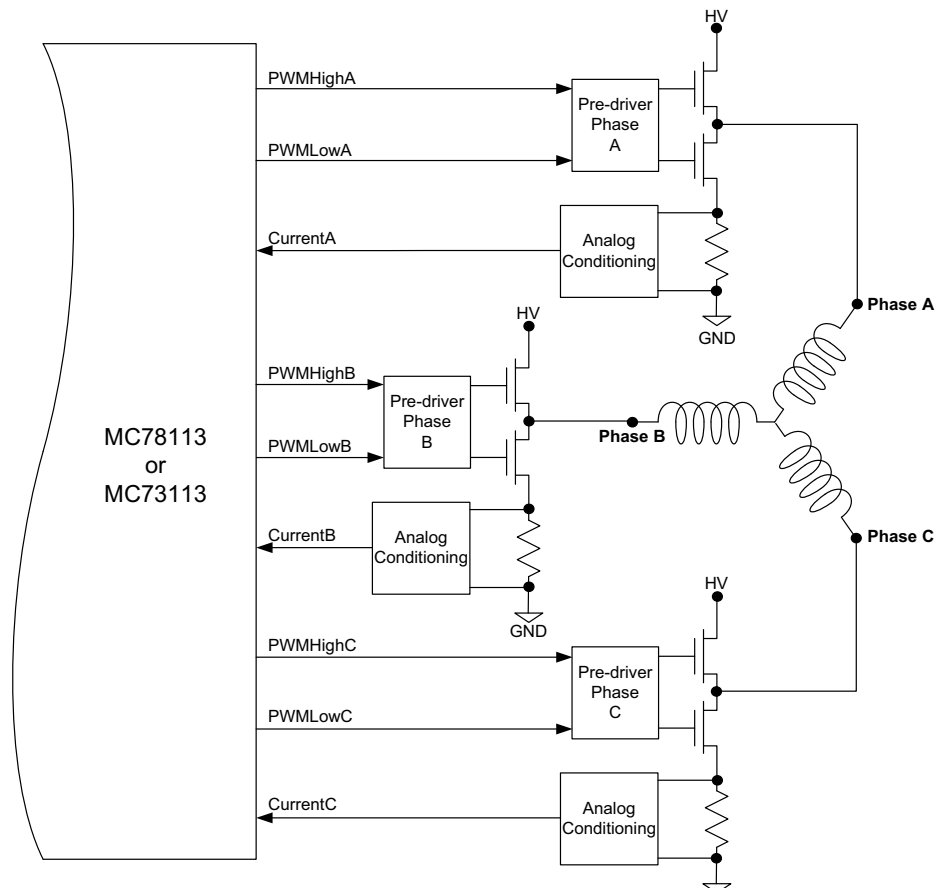 HV
PWMHighA
Pre-driver
Phase
A
PWMLowA
CurrentA
Analog
Conditioning
Phase A
GND
HV
PWMHighB
Pre-driver
Phase
B
Phase B
MC78113
or
MC73113
PWMLowB
CurrentB
Analog
Conditioning
Phase C
HV
GND
PWMHighC
Pre-driver
Phase
C
PWMLowC
CurrentC
Analog
Conditioning